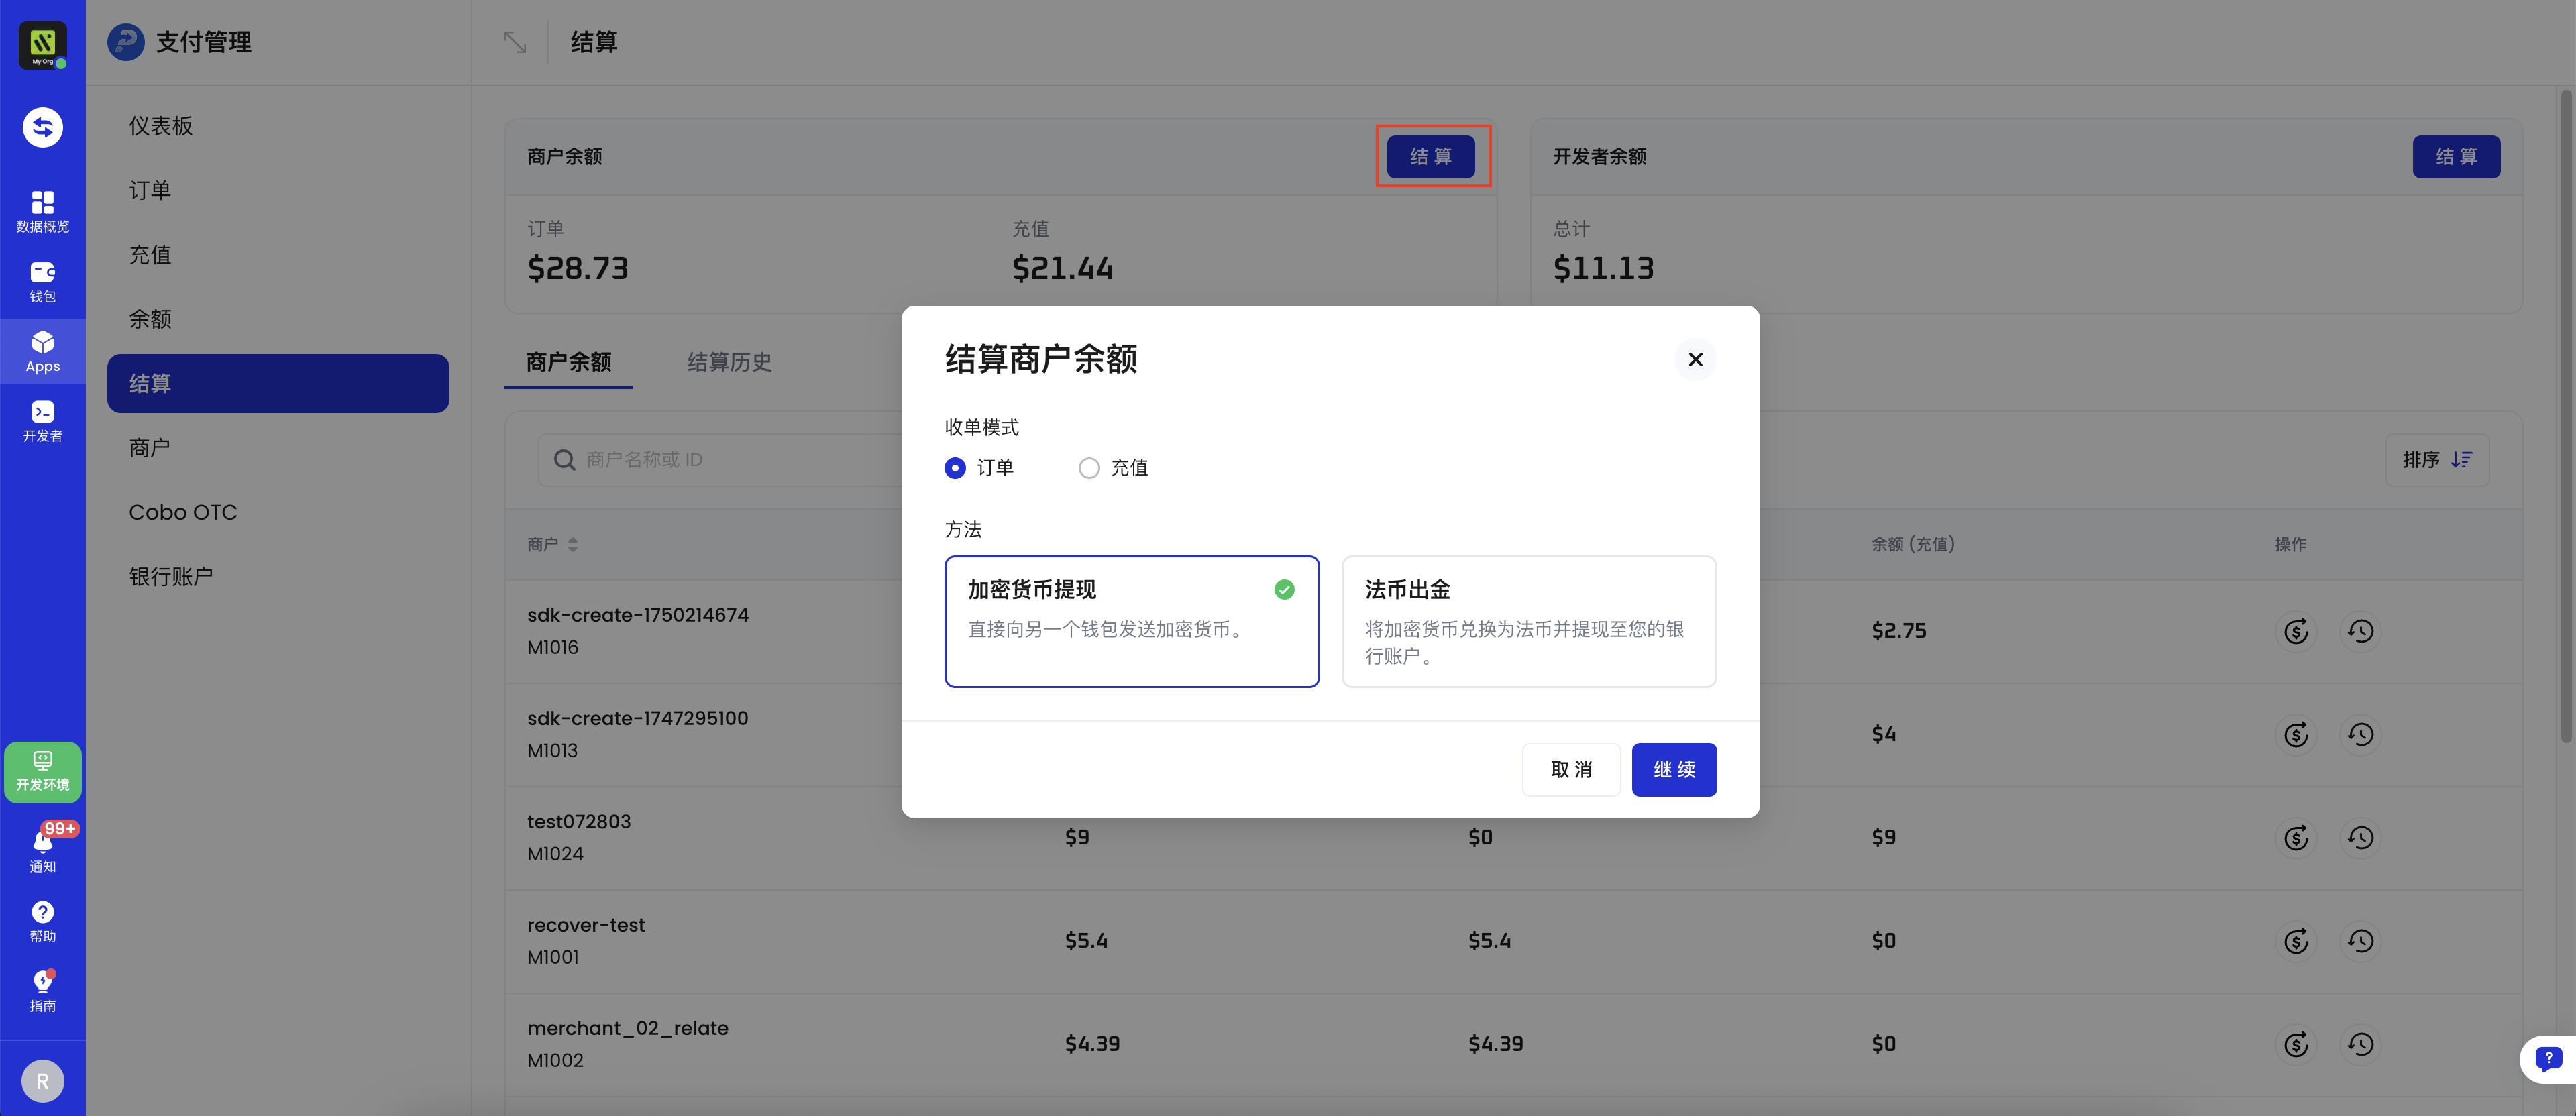 My Org
数据概览
钱包
Apps
开发者
开发环境
99+
通知
帮助
指南
R
支付管理
仪表板
订单
充值
余额
结算
商户
Cobo OTC
银行账户
结算
商户余额
结 算
订单
充值
$28.73
$21.44
开发者余额
结 算
总计
$11.13
商户余额
结算历史
商户名称或 ID
排序
商户
余额 (充值)
操作
sdk-create-1750214674
M1016
$2.75
sdk-create-1747295100
M1013
$4
test072803
M1024
$9
$0
$9
recover-test
M1001
$5.4
$5.4
$0
merchant_02_relate
M1002
$4.39
$4.39
$0
结算商户余额
收单模式
订单
充值
方法
加密货币提现
直接向另一个钱包发送加密货币。
法币出金
将加密货币兑换为法币并提现至您的银
行账户。
取 消
继 续